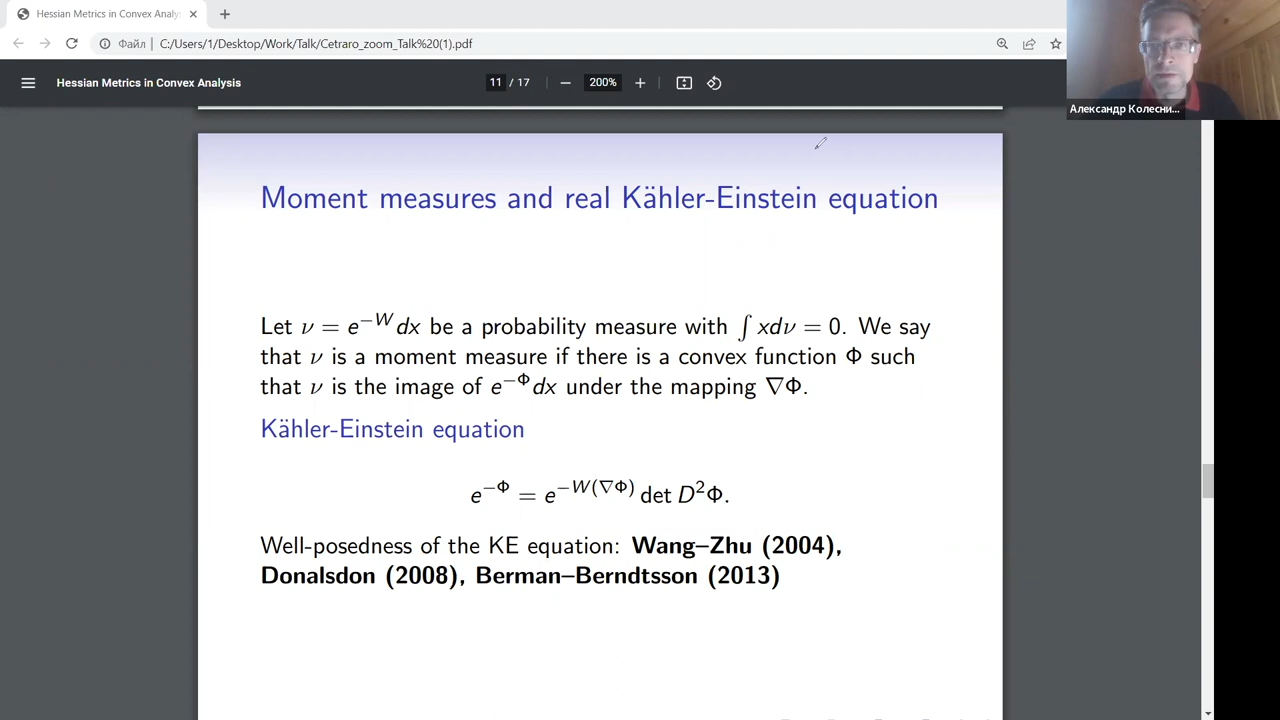 Hessian Metrics in Convex Analy
Файл
C:/Users/1/Desktop/Work/Talk/Cetraro_zoom_Talk%20(1).pdf
Александр Колесни...
Hessian Metrics in Convex Analysis
11 / 17
200%
Moment measures and real Kähler-Einstein equation
Let ν = e^{−W}dx be a probability measure with ∫ xdν = 0. We say
that ν is a moment measure if there is a convex function Φ such
that ν is the image of e^{−Φ}dx under the mapping ∇Φ.
Kähler-Einstein equation
e^{−Φ} = e^{−W(∇Φ)} det D²Φ.
Well-posedness of the KE equation: Wang–Zhu (2004),
Donalsdon (2008), Berman–Berndtsson (2013)